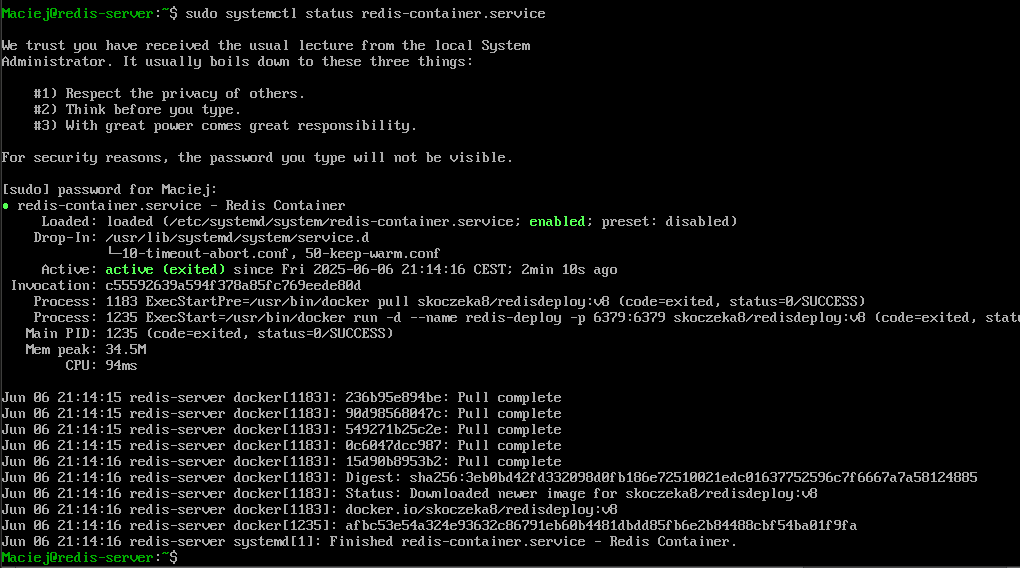 Maciej@redis-server:~$ sudo systemctl status redis-container.service
We trust you have received the usual lecture from the local System
Administrator. It usually boils down to these three things:
#1) Respect the privacy of others.
#2) Think before you type.
#3) With great power comes great responsibility.
For security reasons, the password you type will not be visible.
[sudo] password for Maciej:
● redis-container.service - Redis Container
Loaded: loaded (/etc/systemd/system/redis-container.service; enabled; preset: disabled)
Drop-In: /usr/lib/systemd/system/service.d
└─10-timeout-abort.conf, 50-keep-warm.conf
Active: active (exited) since Fri 2025-06-06 21:14:16 CEST; 2min 10s ago
Invocation: c55592639a594f378a85fc769eede80d
Process: 1183 ExecStartPre=/usr/bin/docker pull skoczeka8/redisdeploy:v8 (code=exited, status=0/SUCCESS)
Process: 1235 ExecStart=/usr/bin/docker run -d --name redis-deploy -p 6379:6379 skoczeka8/redisdeploy:v8 (code=exited, statu
Main PID: 1235 (code=exited, status=0/SUCCESS)
Mem peak: 34.5M
CPU: 94ms
Jun 06 21:14:15 redis-server docker[1183]: 236b95e894be: Pull complete
Jun 06 21:14:15 redis-server docker[1183]: 90d98568047c: Pull complete
Jun 06 21:14:15 redis-server docker[1183]: 549271b25c2e: Pull complete
Jun 06 21:14:15 redis-server docker[1183]: 0c6047dcc987: Pull complete
Jun 06 21:14:16 redis-server docker[1183]: 15d90b8953b2: Pull complete
Jun 06 21:14:16 redis-server docker[1183]: Digest: sha256:3eb0bd42fd332098d0fb186e72510021edc01637752596c7f6667a7a58124885
Jun 06 21:14:16 redis-server docker[1183]: Status: Downloaded newer image for skoczeka8/redisdeploy:v8
Jun 06 21:14:16 redis-server docker[1183]: docker.io/skoczeka8/redisdeploy:v8
Jun 06 21:14:16 redis-server docker[1235]: afbc53e54a324e93632c86791eb60b4481dbdd85fb6e2b84488cbf54ba01f9fa
Jun 06 21:14:16 redis-server systemd[1]: Finished redis-container.service - Redis Container.
Maciej@redis-server:~$